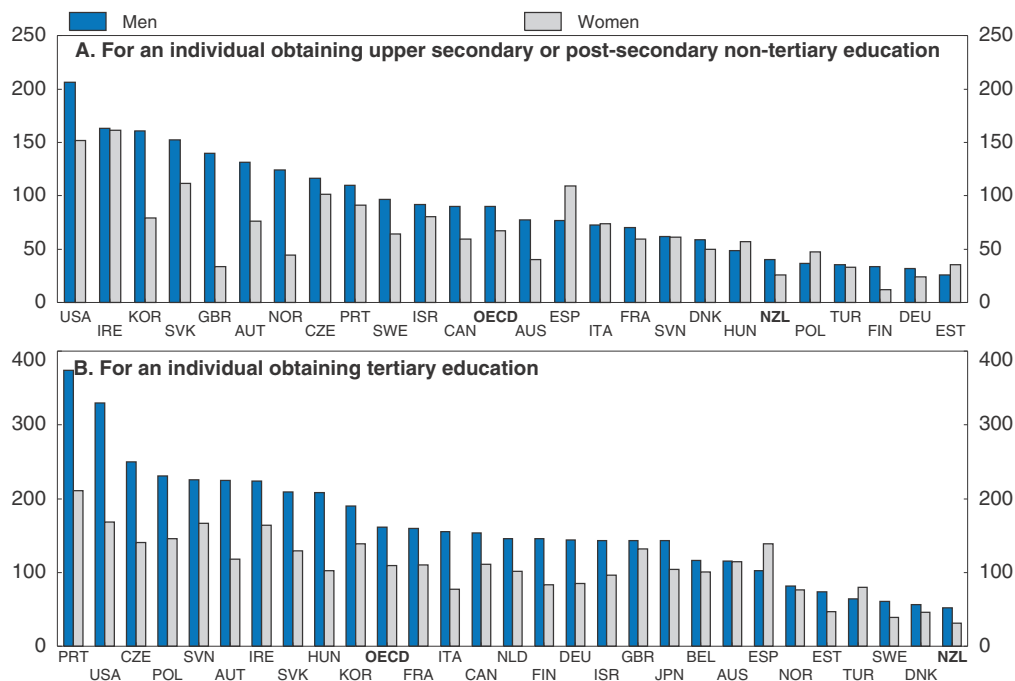 Men Women
250 250
A. For an individual obtaining upper secondary or post-secondary non-tertiary education
200 200
150 150
100 100
50 50
0 0
USA KOR GBR NOR PRT ISR OECD ESP FRA DNK NZL TUR DEU
IRE SVK AUT CZE SWE CAN AUS ITA SVN HUN POL FIN EST
400 400
B. For an individual obtaining tertiary education
300 300
200 200
100 100
0 0
PRT CZE SVN IRE HUN OECD ITA NLD DEU GBR BEL ESP EST SWE NZL
USA POL AUT SVK KOR FRA CAN FIN ISR JPN AUS NOR TUR DNK